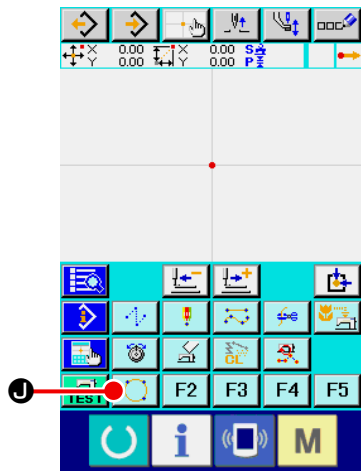 X 0.00 X 0.00 S
Y 0.00 Y 0.00 P
CL
J TEST F2 F3 F4 F5
i M